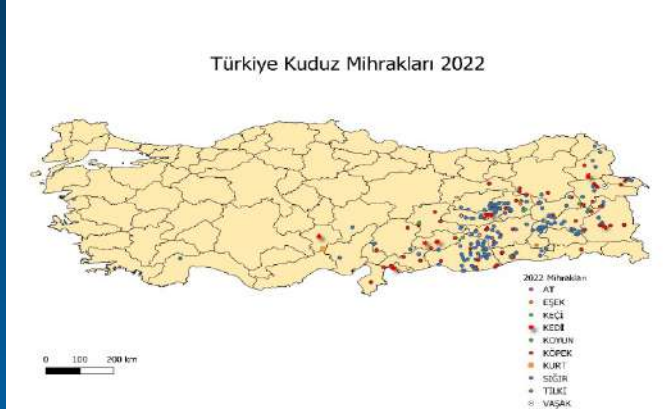 Türkiye Kuduz Mihrakları 2022
2022 Mihrakları
AT
EŞEK
KEÇİ
KEDİ
KOYUN
KÖPEK
KURT
SIĞIR
TİLKİ
VAŞAK
0 100 200 km